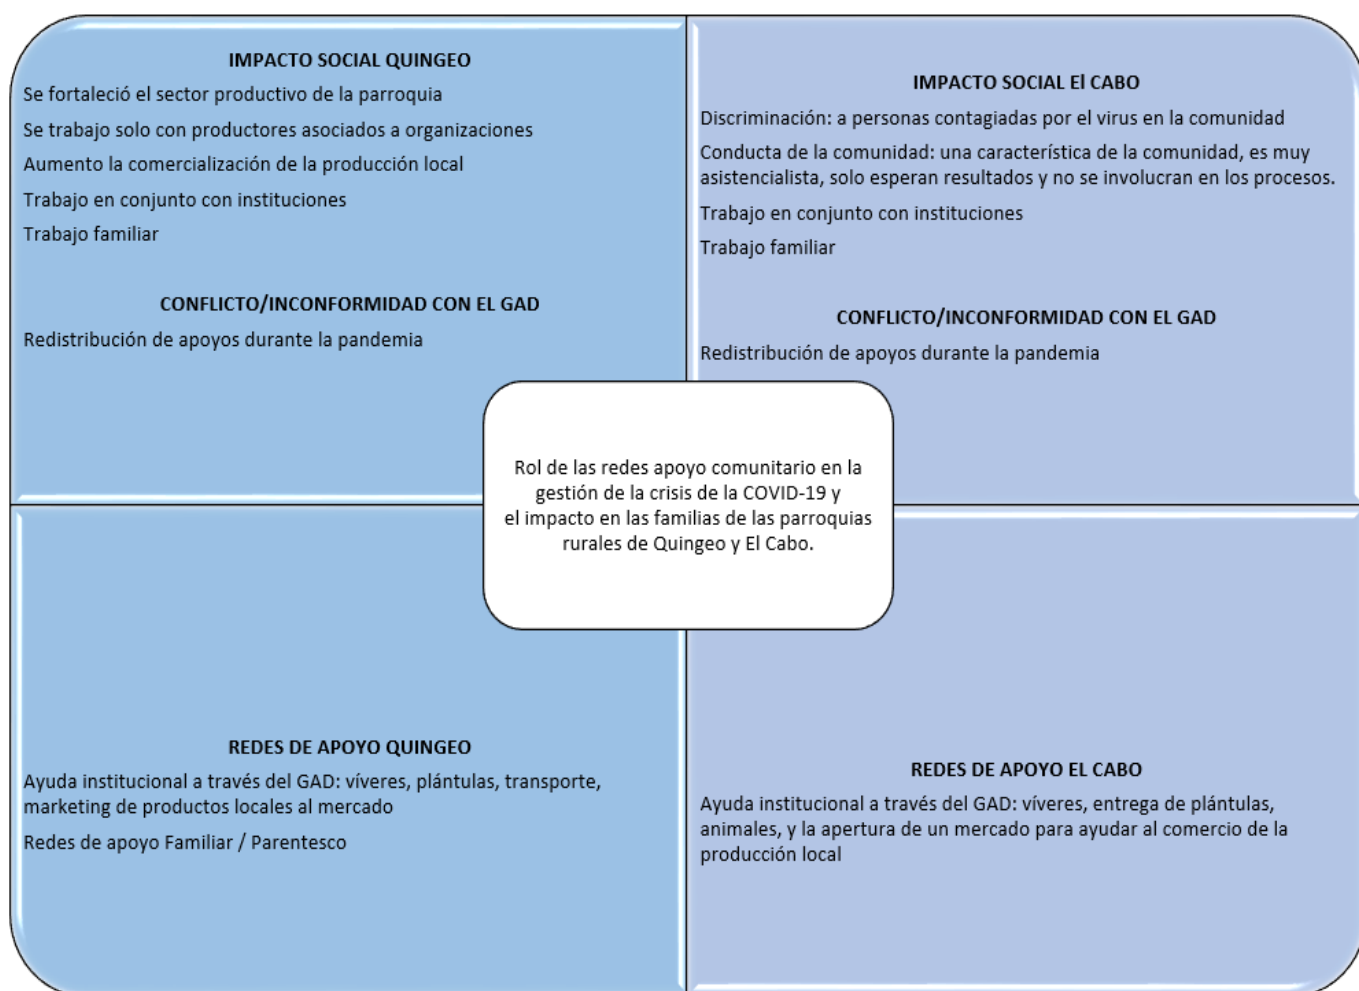 IMPACTO SOCIAL QUINGEO
Se fortaleció el sector productivo de la parroquia
Se trabajo solo con productores asociados a organizaciones
Aumento la comercialización de la producción local
Trabajo en conjunto con instituciones
Trabajo familiar
CONFLICTO/INCONFORMIDAD CON EL GAD
Redistribución de apoyos durante la pandemia
IMPACTO SOCIAL El CABO
Discriminación: a personas contagiadas por el virus en la comunidad
Conducta de la comunidad: una característica de la comunidad, es muy
asistencialista, solo esperan resultados y no se involucran en los procesos.
Trabajo en conjunto con instituciones
Trabajo familiar
CONFLICTO/INCONFORMIDAD CON EL GAD
Redistribución de apoyos durante la pandemia
Rol de las redes apoyo comunitario en la
gestión de la crisis de la COVID-19 y
el impacto en las familias de las parroquias
rurales de Quingeo y El Cabo.
REDES DE APOYO QUINGEO
Ayuda institucional a través del GAD: víveres, plántulas, transporte,
marketing de productos locales al mercado
Redes de apoyo Familiar / Parentesco
REDES DE APOYO EL CABO
Ayuda institucional a través del GAD: víveres, entrega de plántulas,
animales, y la apertura de un mercado para ayudar al comercio de la
producción local